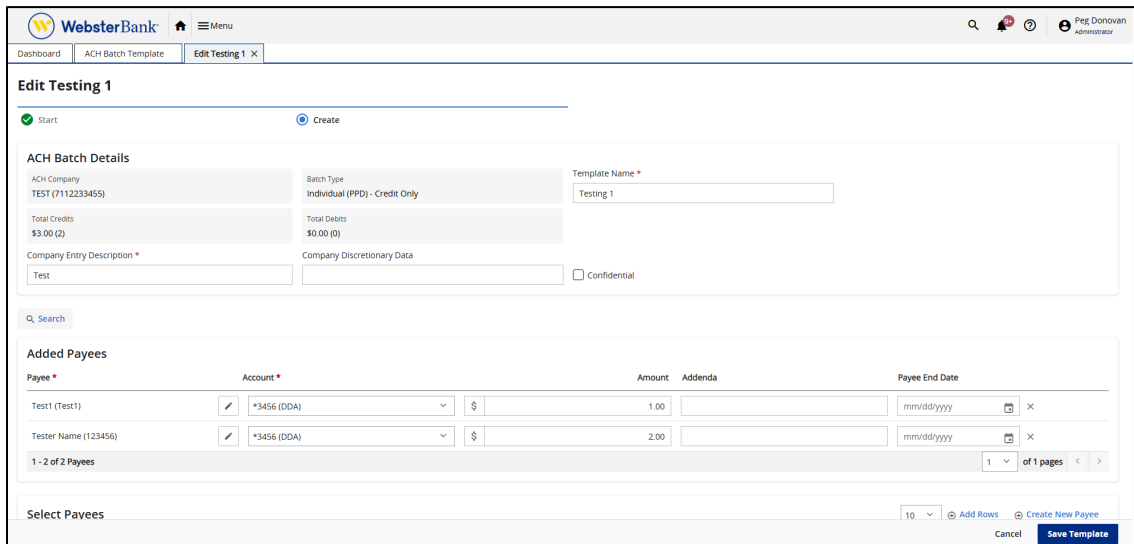 WebsterBank Menu 9+ Peg Donovan
Administrator
Dashboard ACH Batch Template Edit Testing 1
Edit Testing 1
Start Create
ACH Batch Details
ACH Company Batch Type Template Name *
TEST (7112233455) Individual (PPD) - Credit Only Testing 1
Total Credits Total Debits
$3.00 (2) $0.00 (0)
Company Entry Description * Company Discretionary Data
Test Confidential
Search
Added Payees
Payee * Account * Amount Addenda Payee End Date
Test1 (Test1) *3456 (DDA) $ 1.00 mm/dd/yyyy
Tester Name (123456) *3456 (DDA) $ 2.00 mm/dd/yyyy
1 - 2 of 2 Payees 1 of 1 pages
Select Payees 10 Add Rows Create New Payee
Cancel Save Template